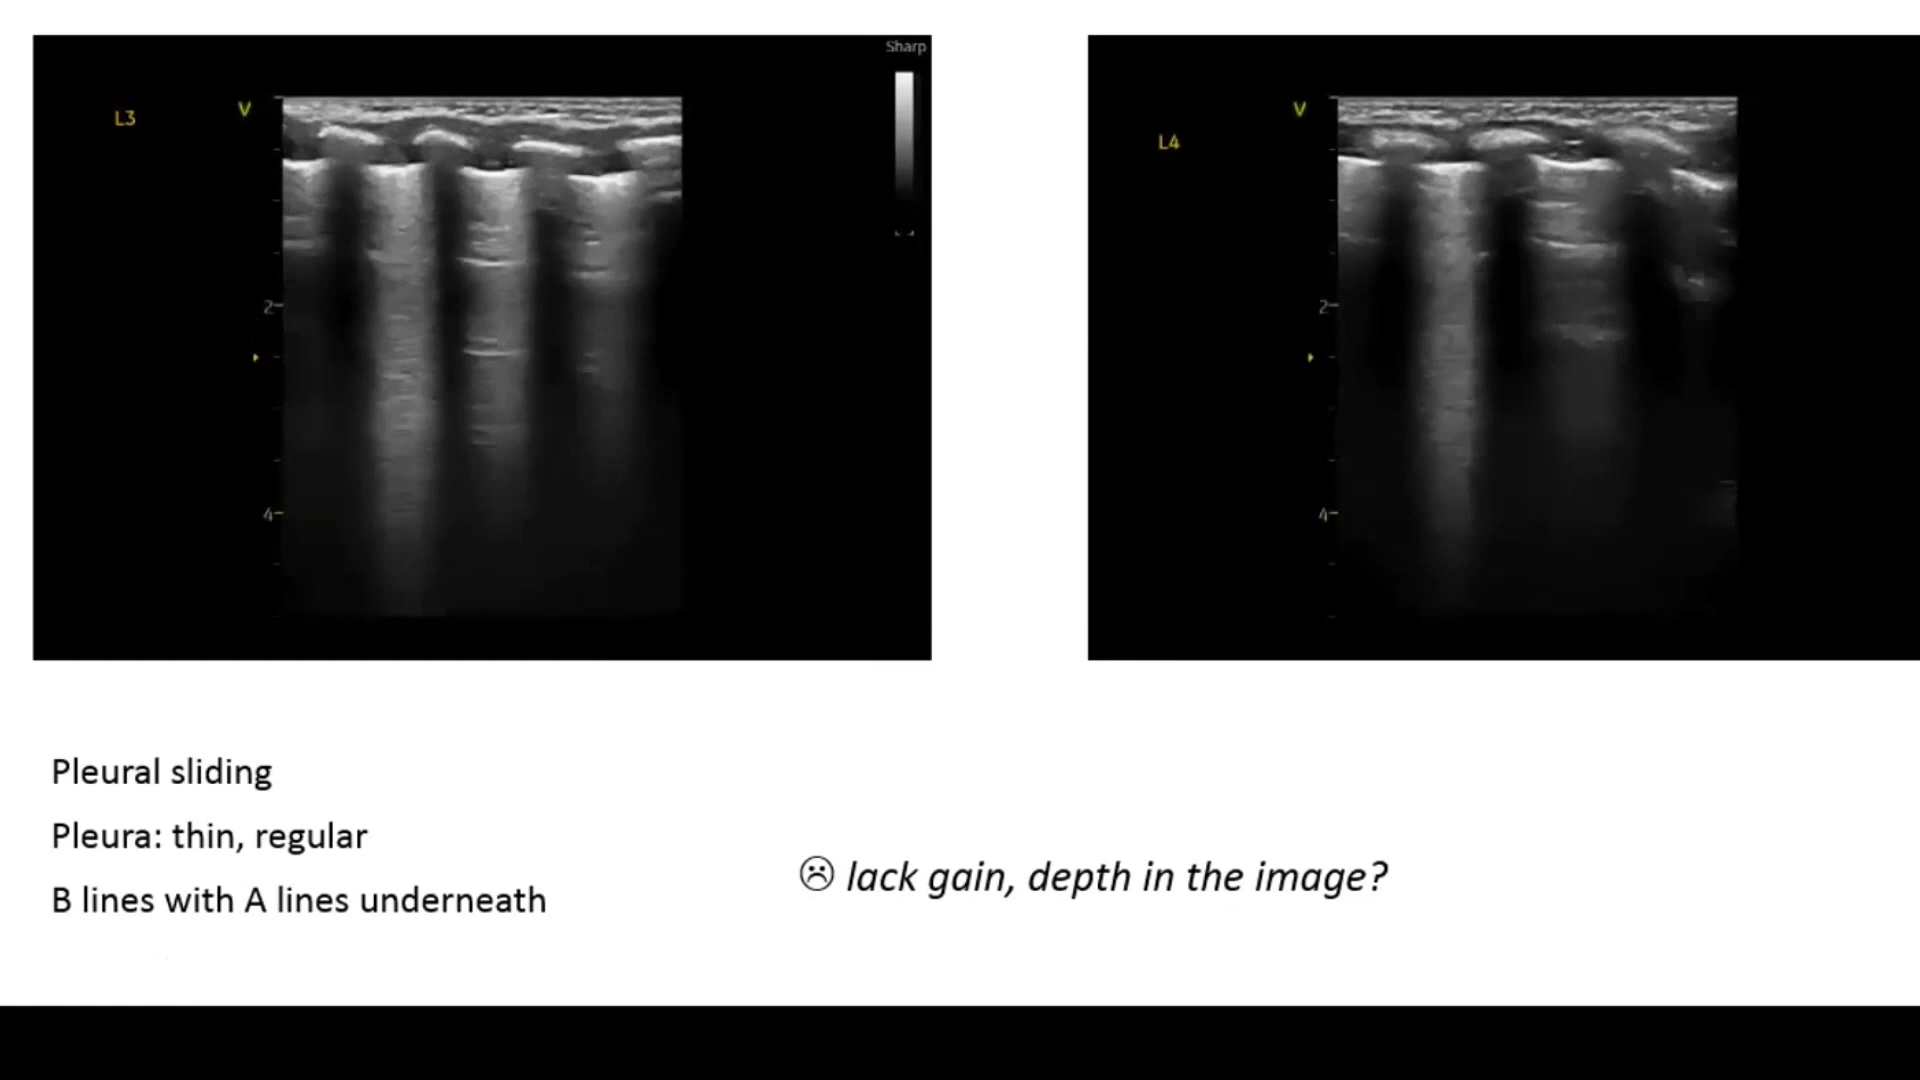 Sharp
L3
V
2
4
L4
V
2
4
Pleural sliding
Pleura: thin, regular
B lines with A lines underneath
☹ lack gain, depth in the image?